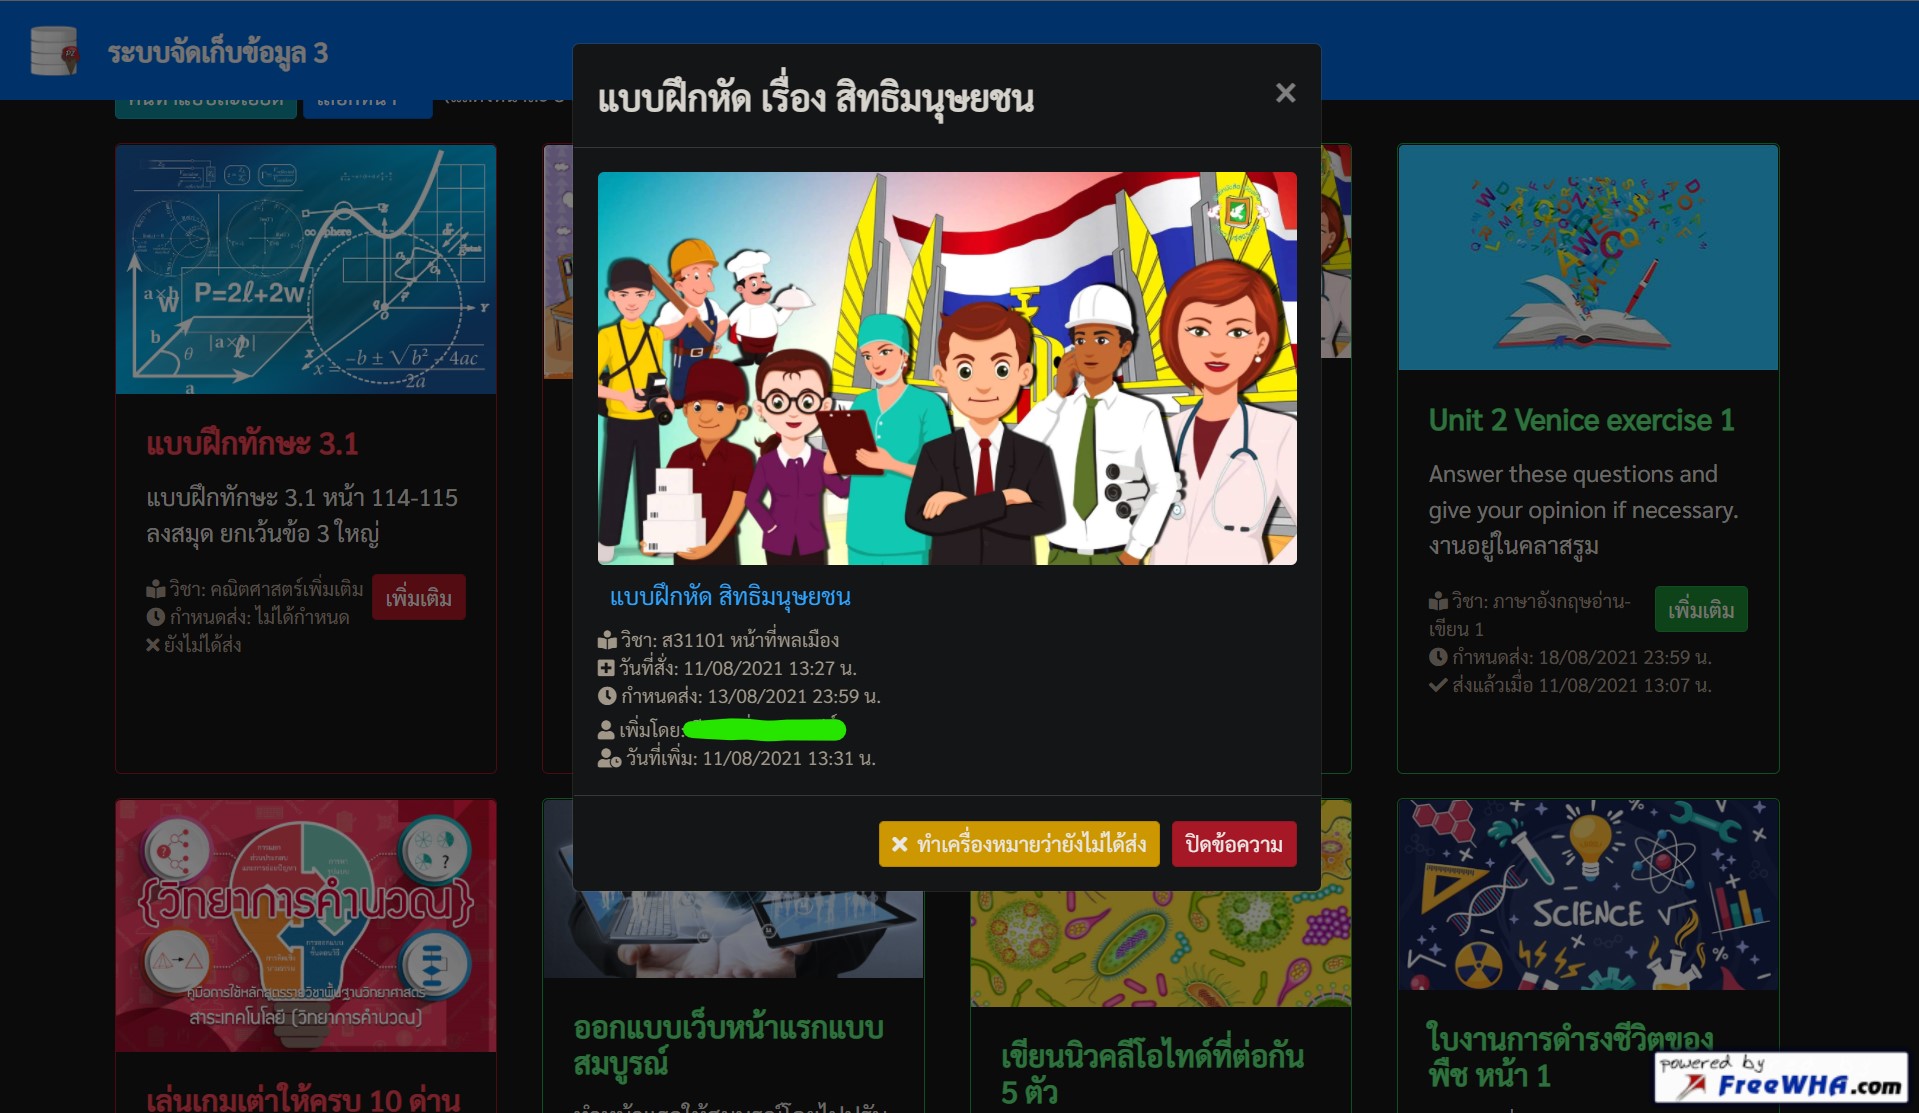 ระบบจัดเก็บข้อมูล 3
แบบฝึกหัด เรื่อง สิทธิมนุษยชน
แบบฝึกหัด สิทธิมนุษยชน
วิชา: ส31101 หน้าที่พลเมือง
วันที่สั่ง: 11/08/2021 13:27 น.
กำหนดส่ง: 13/08/2021 23:59 น.
เพิ่มโดย:
วันที่เพิ่ม: 11/08/2021 13:31 น.
ทำเครื่องหมายว่ายังไม่ได้ส่ง
ปิดข้อความ
P=2ℓ+2w
แบบฝึกทักษะ 3.1
แบบฝึกทักษะ 3.1 หน้า 114-115
ลงสมุด ยกเว้นข้อ 3 ใหญ่
วิชา: คณิตศาสตร์เพิ่มเติม
กำหนดส่ง: ไม่ได้กำหนด
ยังไม่ได้ส่ง
เพิ่มเติม
Unit 2 Venice exercise 1
Answer these questions and
give your opinion if necessary.
งานอยู่ในคลาสรูม
วิชา: ภาษาอังกฤษอ่าน-
เขียน 1
กำหนดส่ง: 18/08/2021 23:59 น.
ส่งแล้วเมื่อ 11/08/2021 13:07 น.
เพิ่มเติม
{วิทยาการคำนวณ}
คู่มือการใช้หลักสูตรรายวิชาพื้นฐานวิทยาศาสตร์
สาระเทคโนโลยี (วิทยาการคำนวณ)
เล่นเกมเต่าให้ครบ 10 ด่าน
ออกแบบเว็บหน้าแรกแบบ
สมบูรณ์
เขียนนิวคลีโอไทด์ที่ต่อกัน
5 ตัว
SCIENCE
ใบงานการดำรงชีวิตของ
พืช หน้า 1
powered by
FreeWHA.com